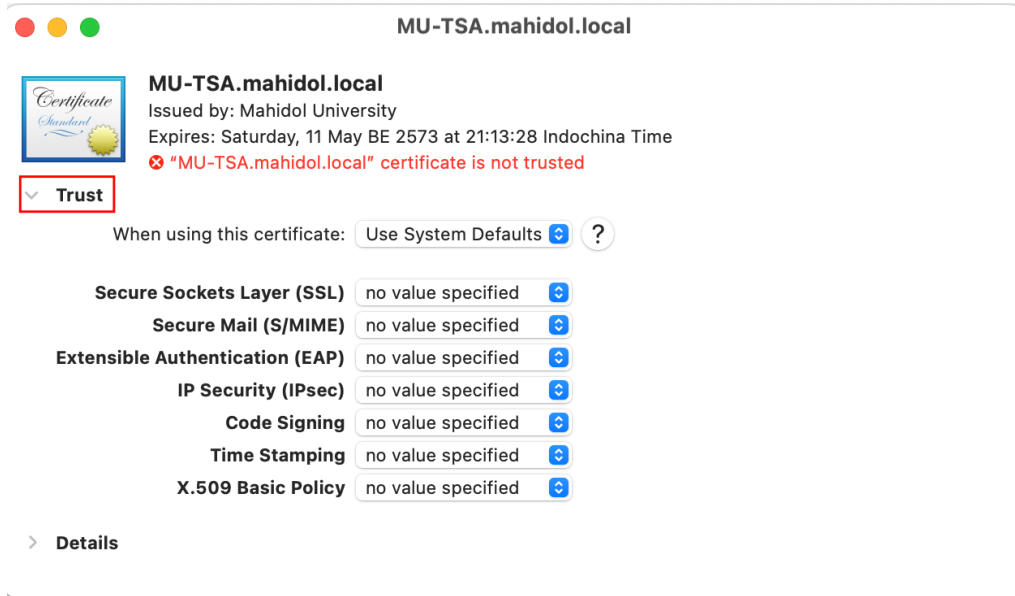 MU-TSA.mahidol.local
Certificate
Standard
MU-TSA.mahidol.local
Issued by: Mahidol University
Expires: Saturday, 11 May BE 2573 at 21:13:28 Indochina Time
“MU-TSA.mahidol.local” certificate is not trusted
Trust
When using this certificate: Use System Defaults ?
Secure Sockets Layer (SSL) no value specified
Secure Mail (S/MIME) no value specified
Extensible Authentication (EAP) no value specified
IP Security (IPsec) no value specified
Code Signing no value specified
Time Stamping no value specified
X.509 Basic Policy no value specified
Details